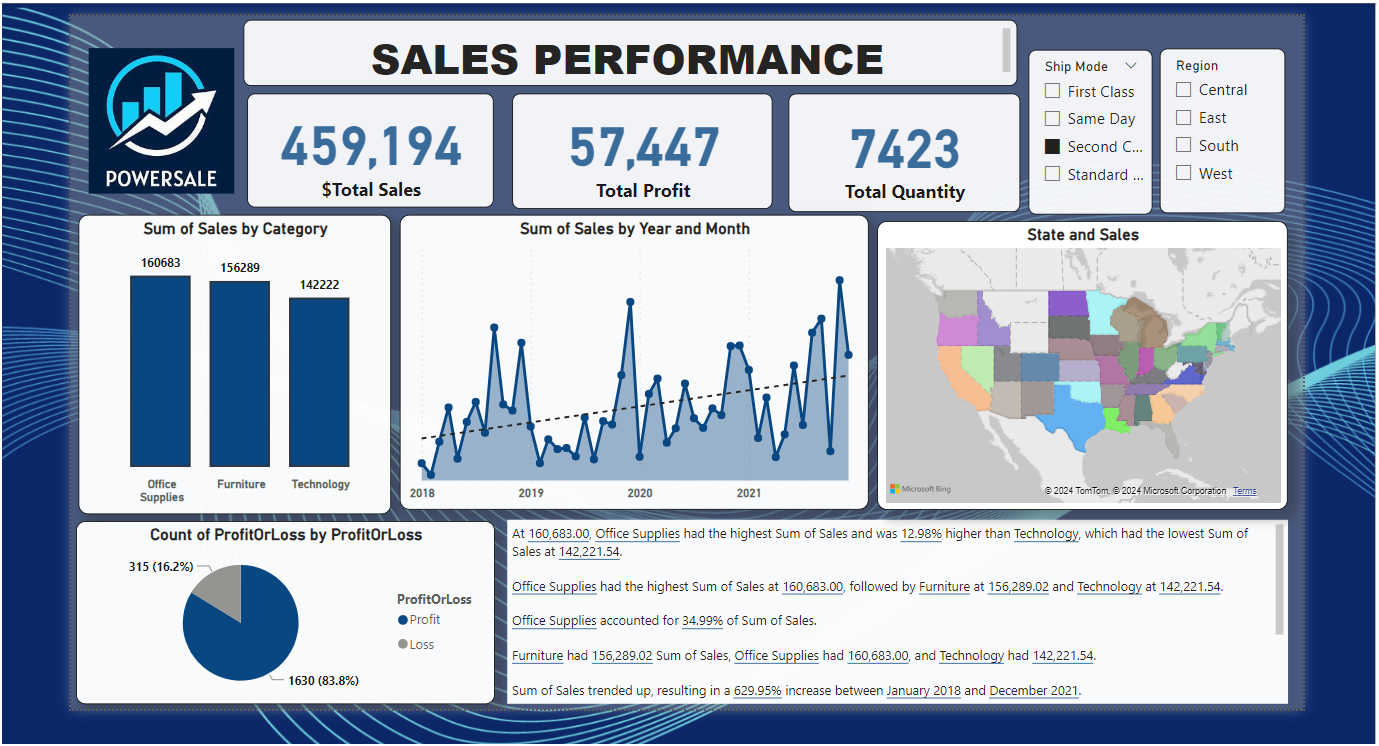 SALES PERFORMANCE
POWERSALE
459,194
$Total Sales
57,447
Total Profit
7423
Total Quantity
Ship Mode
First Class
Same Day
Second C...
Standard ...
Region
Central
East
South
West
Sum of Sales by Category
160683
156289
142222
Office
Supplies
Furniture
Technology
Sum of Sales by Year and Month
2018
2019
2020
2021
State and Sales
Microsoft Bing
© 2024 TomTom, © 2024 Microsoft Corporation Terms
Count of ProfitOrLoss by ProfitOrLoss
315 (16.2%)
1630 (83.8%)
ProfitOrLoss
Profit
Loss
At 160,683.00, Office Supplies had the highest Sum of Sales and was 12.98% higher than Technology, which had the lowest Sum of
Sales at 142,221.54.
Office Supplies had the highest Sum of Sales at 160,683.00, followed by Furniture at 156,289.02 and Technology at 142,221.54.
Office Supplies accounted for 34.99% of Sum of Sales.
Furniture had 156,289.02 Sum of Sales, Office Supplies had 160,683.00, and Technology had 142,221.54.
Sum of Sales trended up, resulting in a 629.95% increase between January 2018 and December 2021.